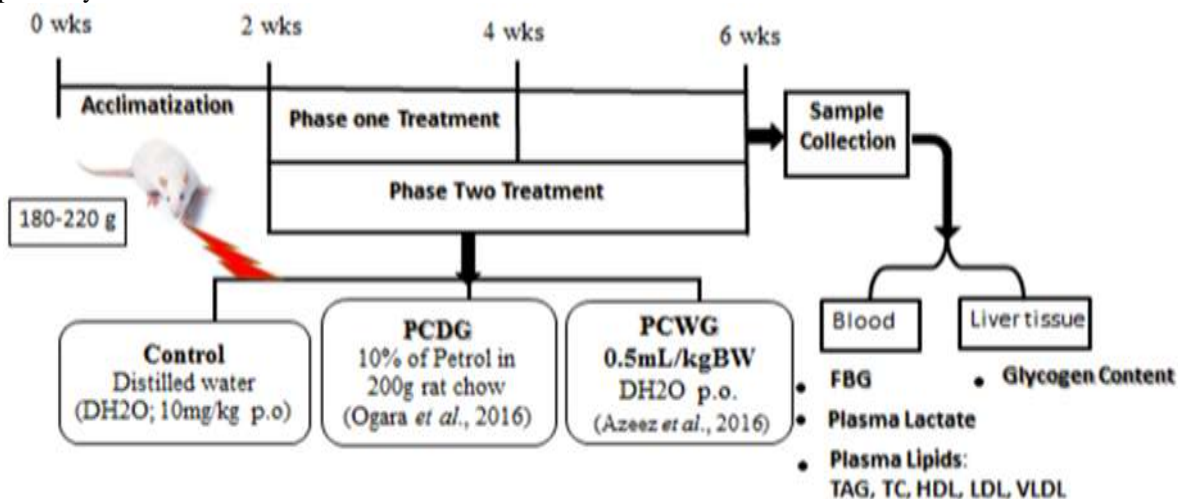 0 wks
2 wks
4 wks
6 wks
Acclimatization
Phase one Treatment
Phase Two Treatment
Sample
Collection
180-220 g
Control
Distilled water
(DH2O; 10mg/kg p.o)
PCDG
10% of Petrol in
200g rat chow
(Ogara et al., 2016)
PCWG
0.5mL/kgBW
DH2O p.o.
(Azeez et al., 2016)
Blood
Liver tissue
• FBG
• Plasma Lactate
• Plasma Lipids:
TAG, TC, HDL, LDL, VLDL
• Glycogen Content